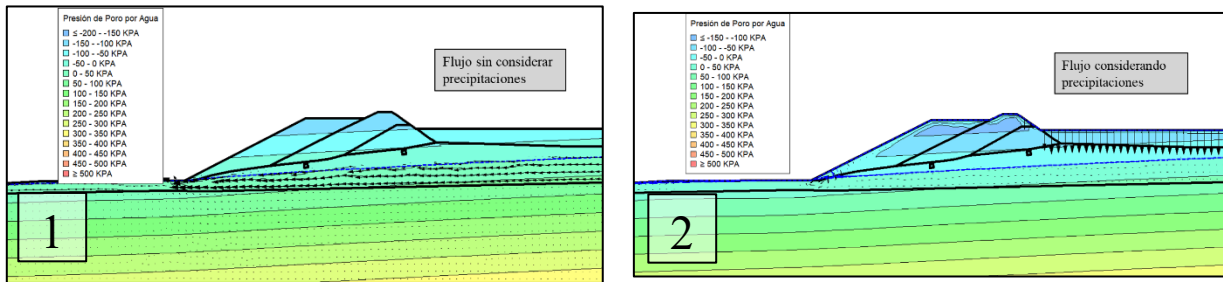 Presión de Poro por Agua
≤ -200 - -150 KPA
-150 - -100 KPA
-100 - -50 KPA
-50 - 0 KPA
0 - 50 KPA
50 - 100 KPA
100 - 150 KPA
150 - 200 KPA
200 - 250 KPA
250 - 300 KPA
300 - 350 KPA
350 - 400 KPA
400 - 450 KPA
450 - 500 KPA
≥ 500 KPA
Flujo sin considerar
precipitaciones
1
Presión de Poro por Agua
≤ -150 - -100 KPA
-100 - -50 KPA
-50 - 0 KPA
0 - 50 KPA
50 - 100 KPA
100 - 150 KPA
150 - 200 KPA
200 - 250 KPA
250 - 300 KPA
300 - 350 KPA
350 - 400 KPA
400 - 450 KPA
450 - 500 KPA
≥ 500 KPA
Flujo considerando
precipitaciones
2